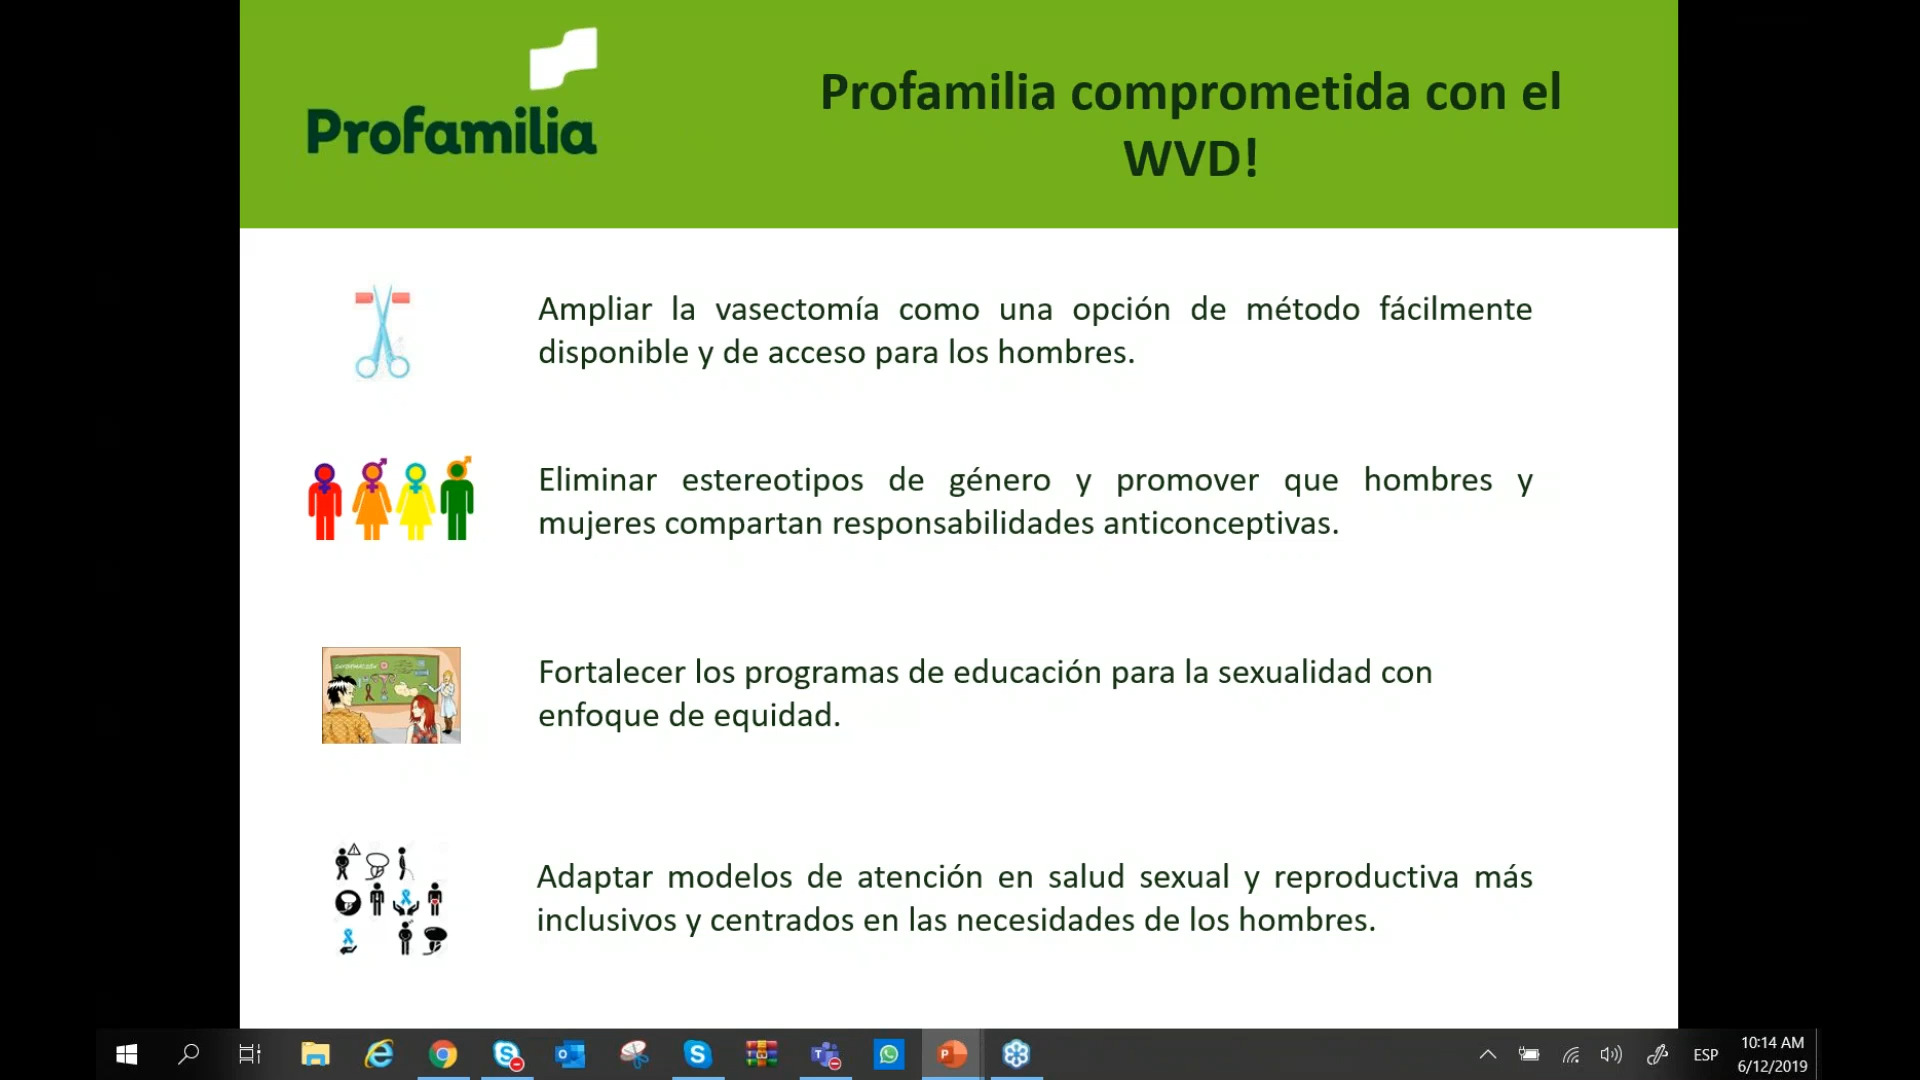 Profamilia
Profamilia comprometida con el
WVD!
Ampliar la vasectomía como una opción de método fácilmente
disponible y de acceso para los hombres.
Eliminar estereotipos de género y promover que hombres y
mujeres compartan responsabilidades anticonceptivas.
Fortalecer los programas de educación para la sexualidad con
enfoque de equidad.
Adaptar modelos de atención en salud sexual y reproductiva más
inclusivos y centrados en las necesidades de los hombres.
ESP
10:14 AM
6/12/2019